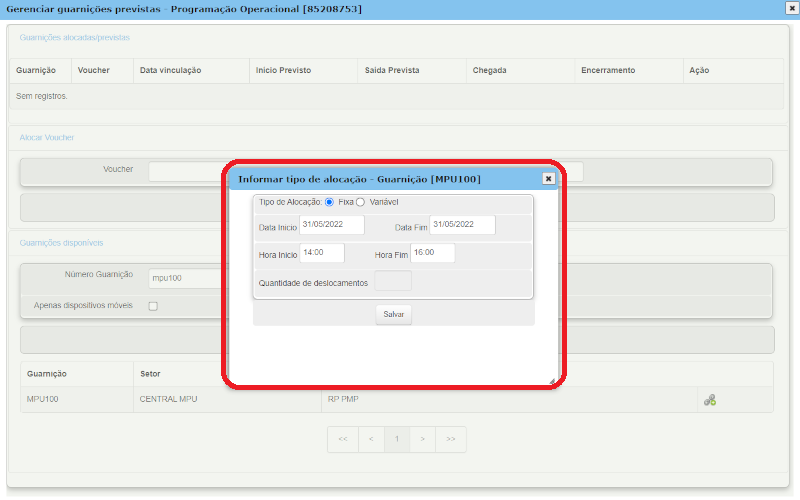 Gerenciar guarnições previstas - Programação Operacional [85208753]
Guarnições alocadas/previstas
Guarnição Voucher Data vinculação Inicio Previsto Saída Prevista Chegada Encerramento Ação
Sem registros.
Alocar Voucher
Voucher
Informar tipo de alocação - Guarnição [MPU100]
Tipo de Alocação: Fixa Variável
Data Inicio 31/05/2022 Data Fim 31/05/2022
Hora Inicio 14:00 Hora Fim 16:00
Quantidade de deslocamentos
Salvar
Guarnições disponíveis
Número Guarnição mpu100
Apenas dispositivos móveis
Guarnição Setor
MPU100 CENTRAL MPU RP PMP
<< < 1 > >>